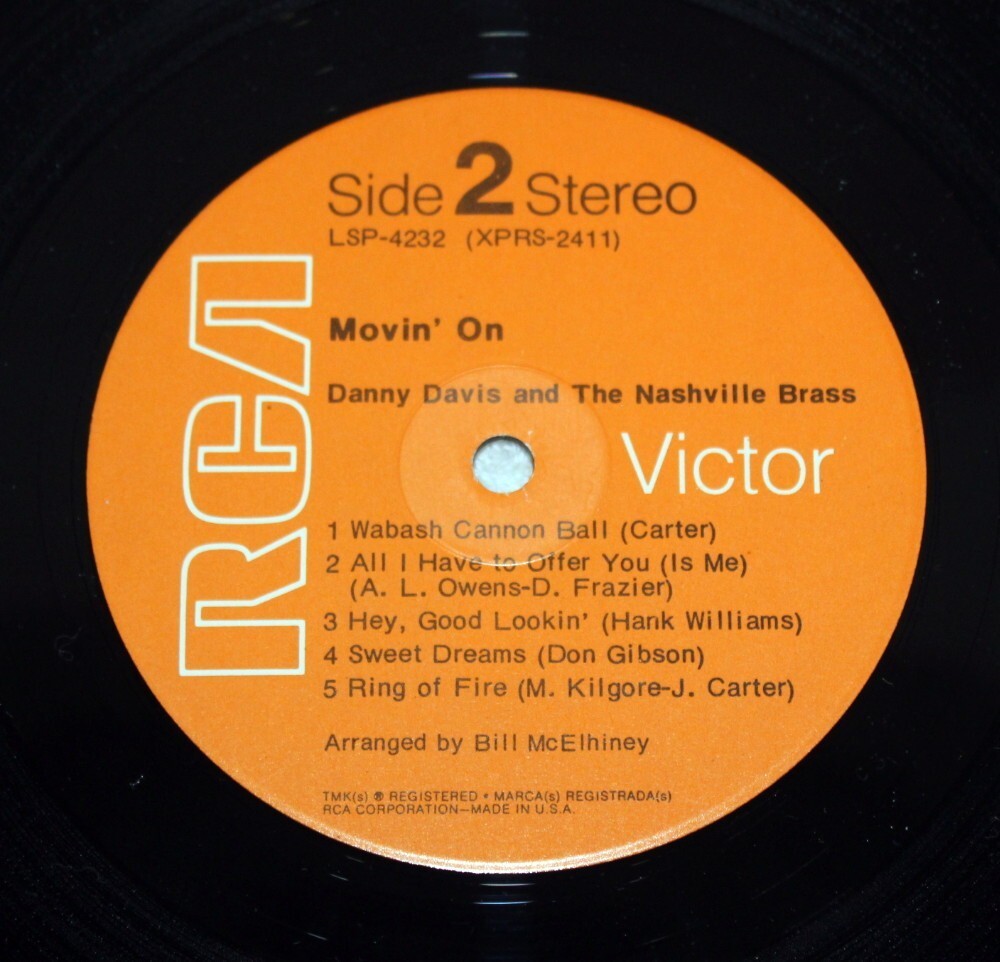 Side 2 Stereo
LSP-4232 (XPRS-2411)
RCA
Movin' On
Danny Davis and The Nashville Brass
Victor
1 Wabash Cannon Ball (Carter)
2 All I Have to Offer You (Is Me)
(A. L. Owens-D. Frazier)
3 Hey, Good Lookin' (Hank Williams)
4 Sweet Dreams (Don Gibson)
5 Ring of Fire (M. Kilgore-J. Carter)
Arranged by Bill McElhiney
TMK(s) ® REGISTERED • MARCA(s) REGISTRADA(s)
RCA CORPORATION—MADE IN U.S.A.